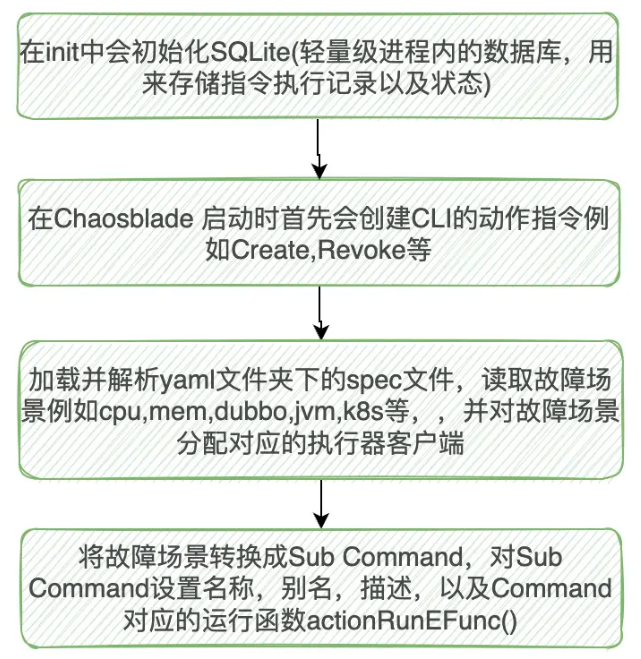 在init中会初始化SQLite(轻量级进程内的数据库，用
来存储指令执行记录以及状态)
在Chaosblade 启动时首先会创建CLI的动作指令例
如Create,Revoke等
加载并解析yaml文件夹下的spec文件，读取故障场
景例如cpu,mem,dubbo,jvm,k8s等，，并对故障场景
分配对应的执行器客户端
将故障场景转换成Sub Command，对Sub
Command设置名称，别名，描述，以及Command
对应的运行函数actionRunEFunc()